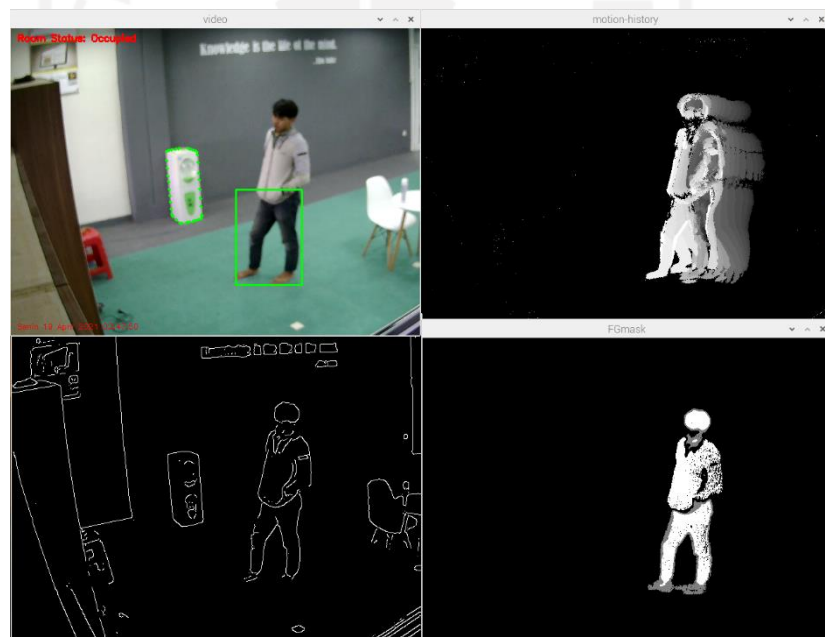 video
Room Status: Occupied
Knowledge is the life of the mind.
motion-history
FGmask